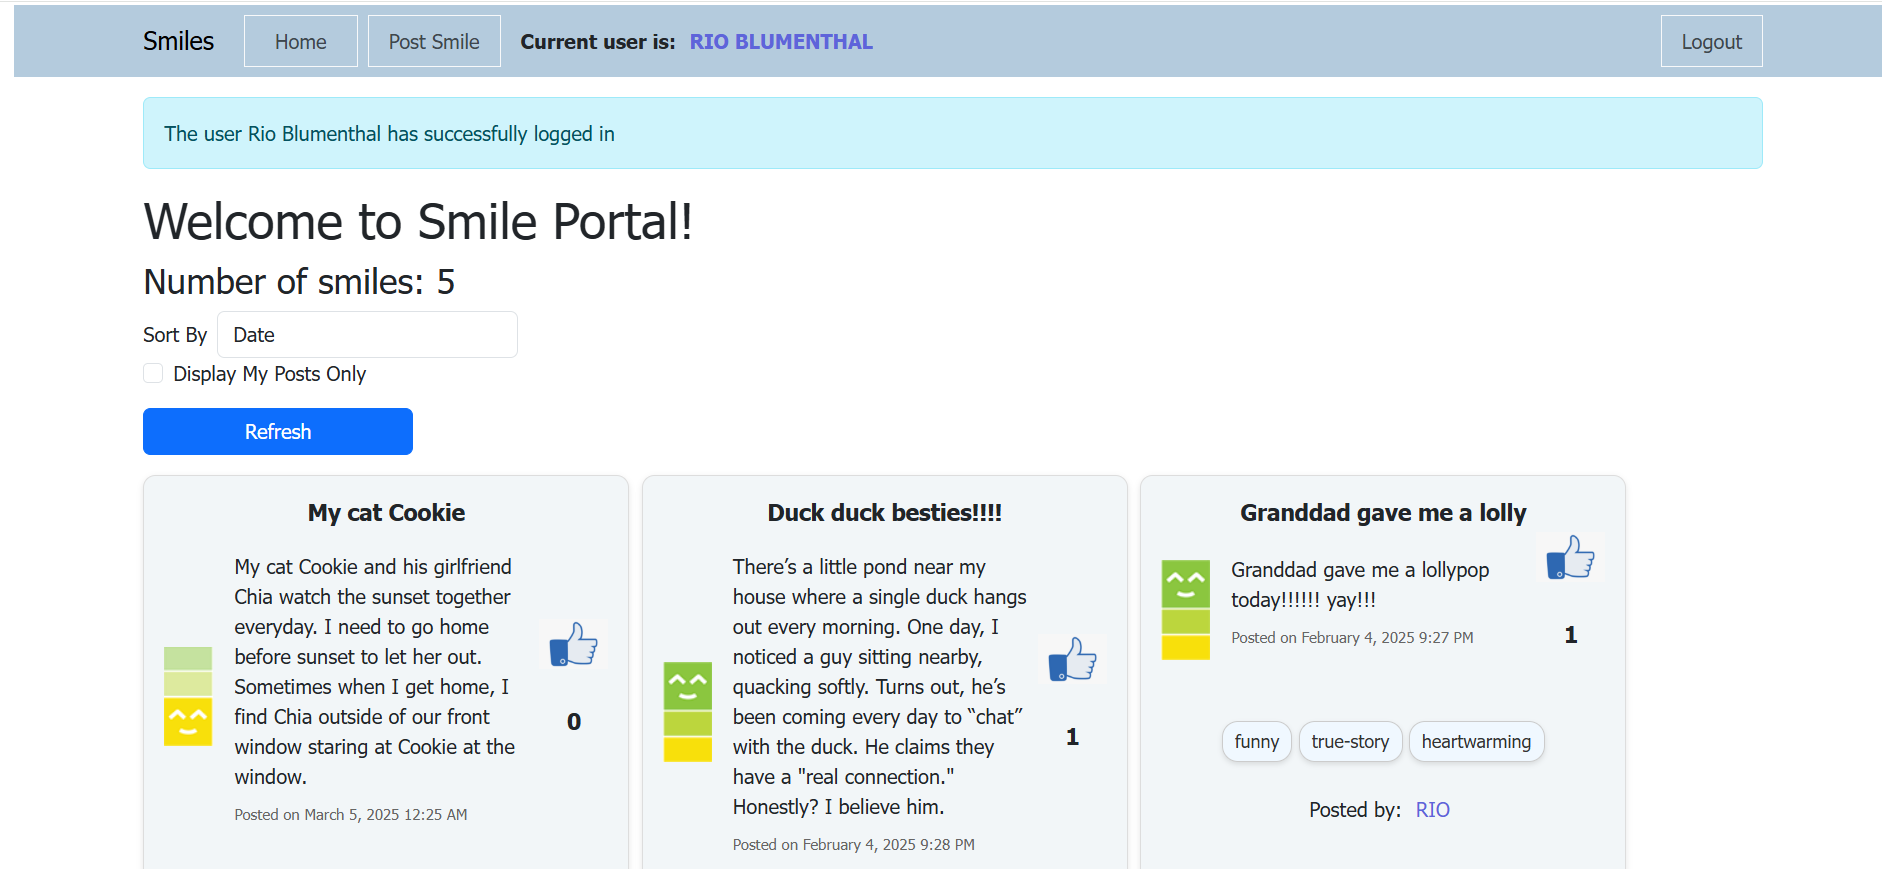 Smiles Home Post Smile Current user is: RIO BLUMENTHAL Logout
The user Rio Blumenthal has successfully logged in
Welcome to Smile Portal!
Number of smiles: 5
Sort By Date
Display My Posts Only
Refresh
My cat Cookie
My cat Cookie and his girlfriend
Chia watch the sunset together
everyday. I need to go home
before sunset to let her out.
Sometimes when I get home, I
find Chia outside of our front
window staring at Cookie at the
window.
Posted on March 5, 2025 12:25 AM
0
Duck duck besties!!!!
There’s a little pond near my
house where a single duck hangs
out every morning. One day, I
noticed a guy sitting nearby,
quacking softly. Turns out, he’s
been coming every day to “chat”
with the duck. He claims they
have a "real connection."
Honestly? I believe him.
Posted on February 4, 2025 9:28 PM
1
Granddad gave me a lolly
Granddad gave me a lollypop
today!!!!!! yay!!!
Posted on February 4, 2025 9:27 PM
1
funny true-story heartwarming
Posted by: RIO